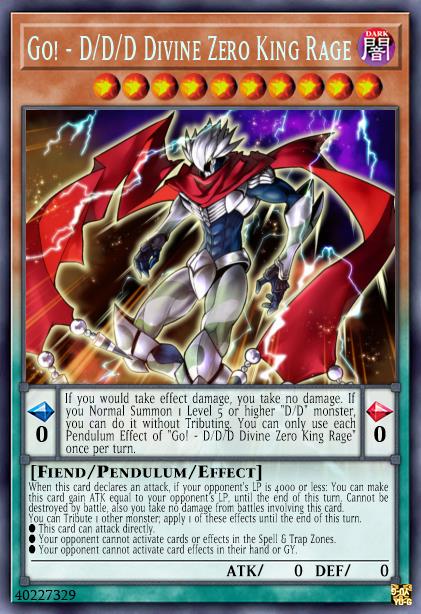 Go! - D/D/D Divine Zero King Rage
DARK
闇
If you would take effect damage, you take no damage. If
you Normal Summon 1 Level 5 or higher "D/D" monster,
you can do it without Tributing. You can only use each
Pendulum Effect of "Go! - D/D/D Divine Zero King Rage"
once per turn.
0
0
[Fiend/Pendulum/Effect]
When this card declares an attack, if your opponent's LP is 4000 or less: You can make
this card gain ATK equal to your opponent's LP, until the end of this turn. Cannot be
destroyed by battle, also you take no damage from battles involving this card.
You can Tribute 1 other monster; apply 1 of these effects until the end of this turn.
● This card can attack directly.
● Your opponent cannot activate cards or effects in the Spell & Trap Zones.
● Your opponent cannot activate card effects in their hand or GY.
ATK/ 0 DEF/ 0
40227329